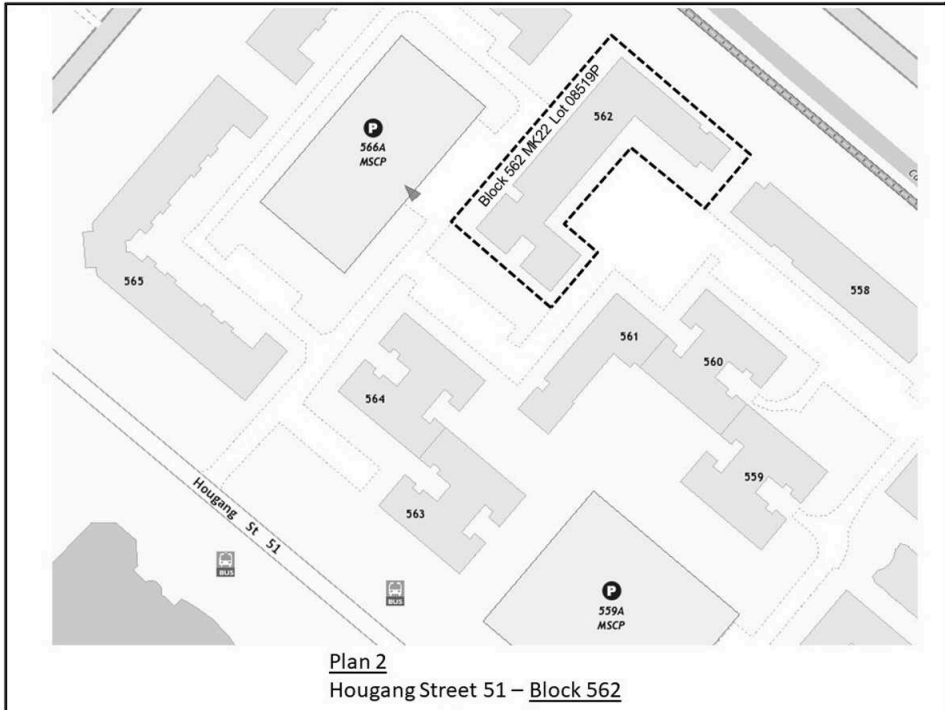 P
566A
MSCP
562
Block 562 MK22 Lot 08519P
565
558
561
560
564
559
563
Hougang St 51
BUS
BUS
P
559A
MSCP
Plan 2
Hougang Street 51 – Block 562